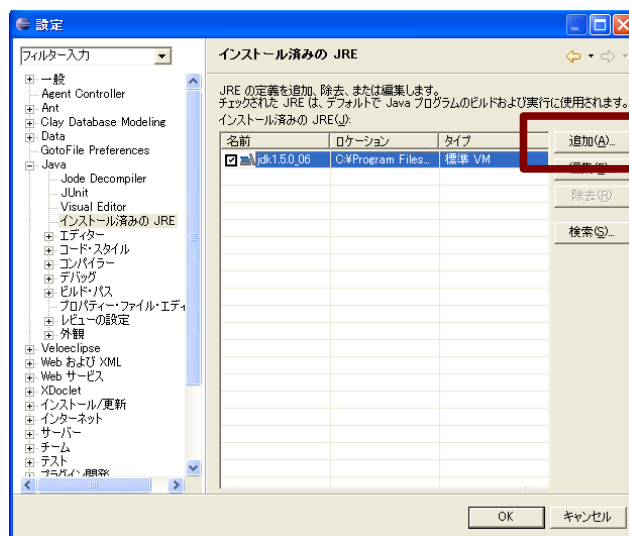 設定
フィルター入力
インストール済みの JRE
一般
Agent Controller
Ant
Clay Database Modeling
Data
GotoFile Preferences
Java
Jode Decompiler
JUnit
Visual Editor
インストール済みの JRE
エディター
コード・スタイル
コンパイラー
デバッグ
ビルド・パス
プロパティー・ファイル・エディ
レビューの設定
外観
Veloeclipse
Web および XML
Web サービス
XDoclet
インストール/更新
インターネット
サーバー
チーム
テスト
プラグイン開発
JRE の定義を追加、除去、または編集します。
チェックされた JRE は、デフォルトで Java プログラムのビルドおよび実行に使用されます。
インストール済みの JRE(J):
名前 ロケーション タイプ
jdk1.5.0_06 C:¥Program Files... 標準 VM
追加(A)...
除去(R)
検索(S)...
OK キャンセル